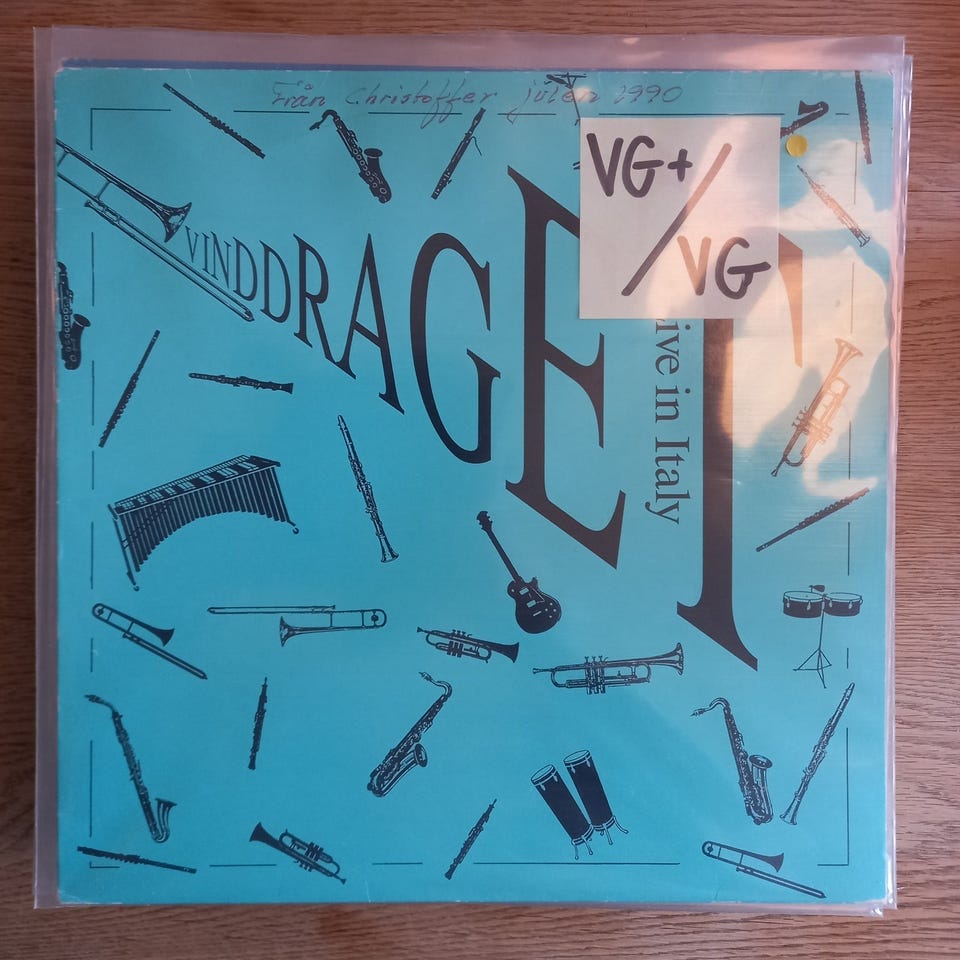 Från Christoffer julen 1990
VG+/VG
VINDDRAGET
Live in Italy